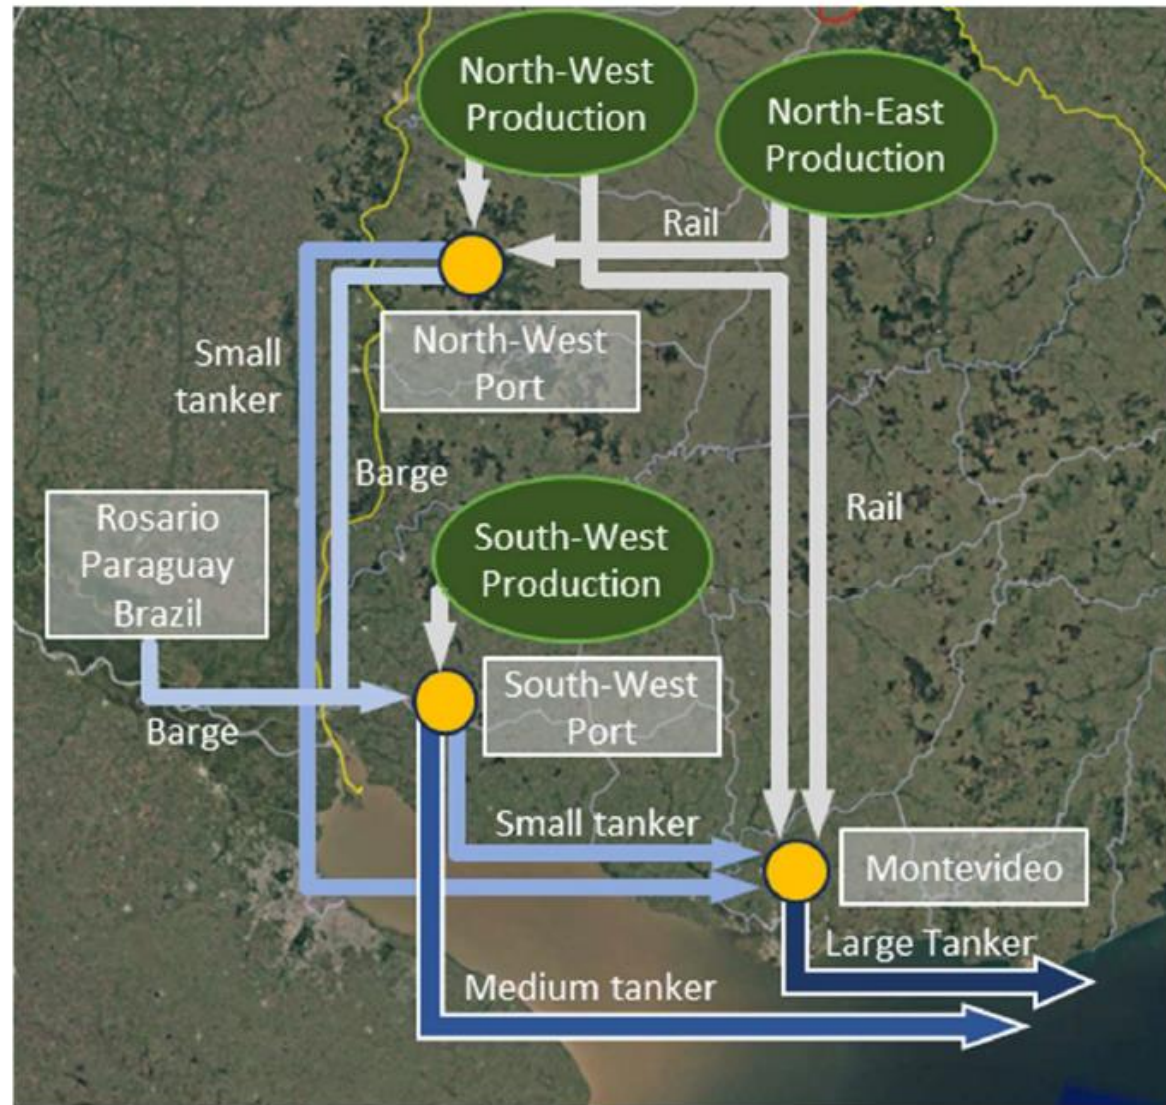 North-West
Production
North-East
Production
Rail
North-West
Port
Small
tanker
Barge
Rosario
Paraguay
Brazil
South-West
Production
Rail
South-West
Port
Barge
Small tanker
Montevideo
Large Tanker
Medium tanker